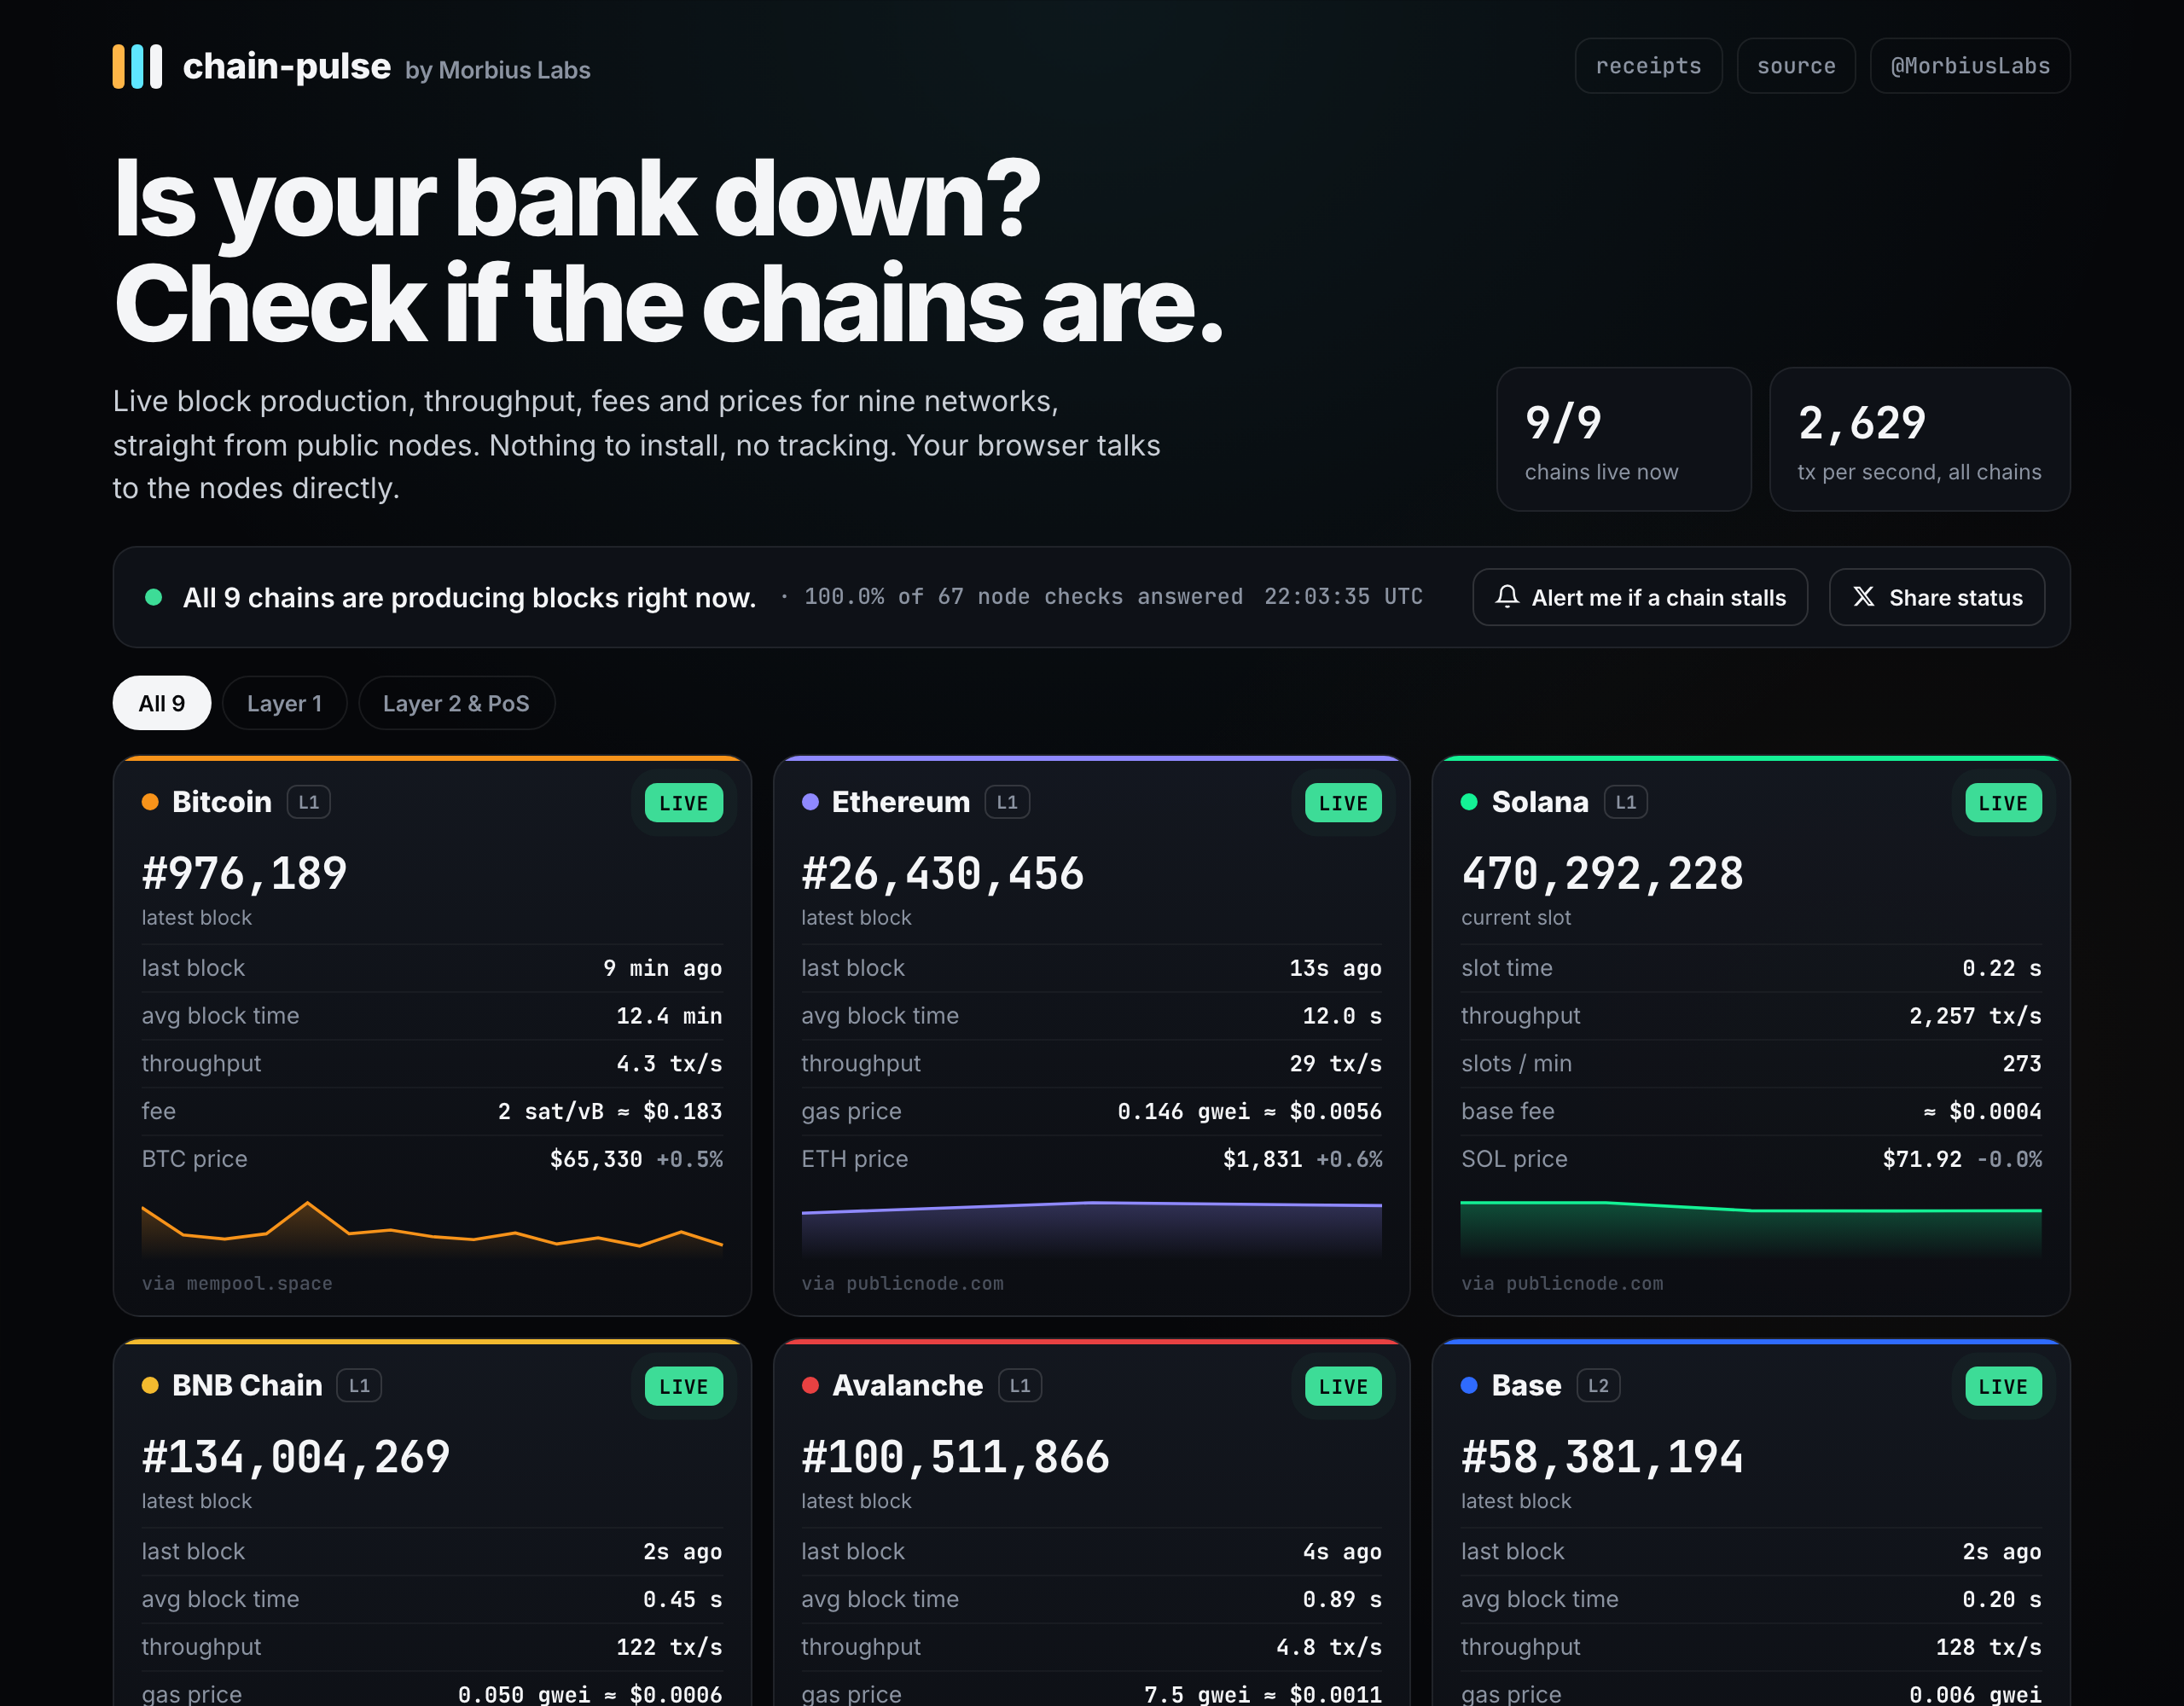 chain-pulse by Morbius Labs
receipts source @MorbiusLabs
Is your bank down?
Check if the chains are.
Live block production, throughput, fees and prices for nine networks,
straight from public nodes. Nothing to install, no tracking. Your browser talks
to the nodes directly.
9/9
chains live now
2,629
tx per second, all chains
All 9 chains are producing blocks right now. · 100.0% of 67 node checks answered 22:03:35 UTC
Alert me if a chain stalls
Share status
All 9 Layer 1 Layer 2 & PoS
Bitcoin L1 LIVE
#976,189
latest block
last block 9 min ago
avg block time 12.4 min
throughput 4.3 tx/s
fee 2 sat/vB ≈ $0.183
BTC price $65,330 +0.5%
via mempool.space
Ethereum L1 LIVE
#26,430,456
latest block
last block 13s ago
avg block time 12.0 s
throughput 29 tx/s
gas price 0.146 gwei ≈ $0.0056
ETH price $1,831 +0.6%
via publicnode.com
Solana L1 LIVE
470,292,228
current slot
slot time 0.22 s
throughput 2,257 tx/s
slots / min 273
base fee ≈ $0.0004
SOL price $71.92 -0.0%
via publicnode.com
BNB Chain L1 LIVE
#134,004,269
latest block
last block 2s ago
avg block time 0.45 s
throughput 122 tx/s
gas price 0.050 gwei ≈ $0.0006
Avalanche L1 LIVE
#100,511,866
latest block
last block 4s ago
avg block time 0.89 s
throughput 4.8 tx/s
gas price 7.5 gwei ≈ $0.0011
Base L2 LIVE
#58,381,194
latest block
last block 2s ago
avg block time 0.20 s
throughput 128 tx/s
gas price 0.006 gwei